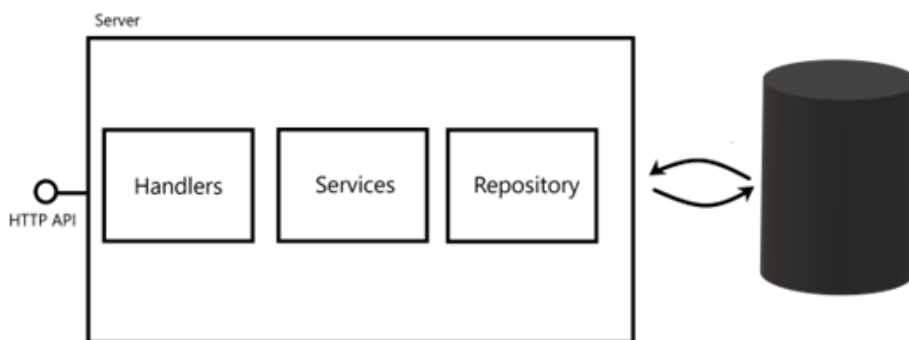 Server
Handlers
Services
Repository
HTTP API